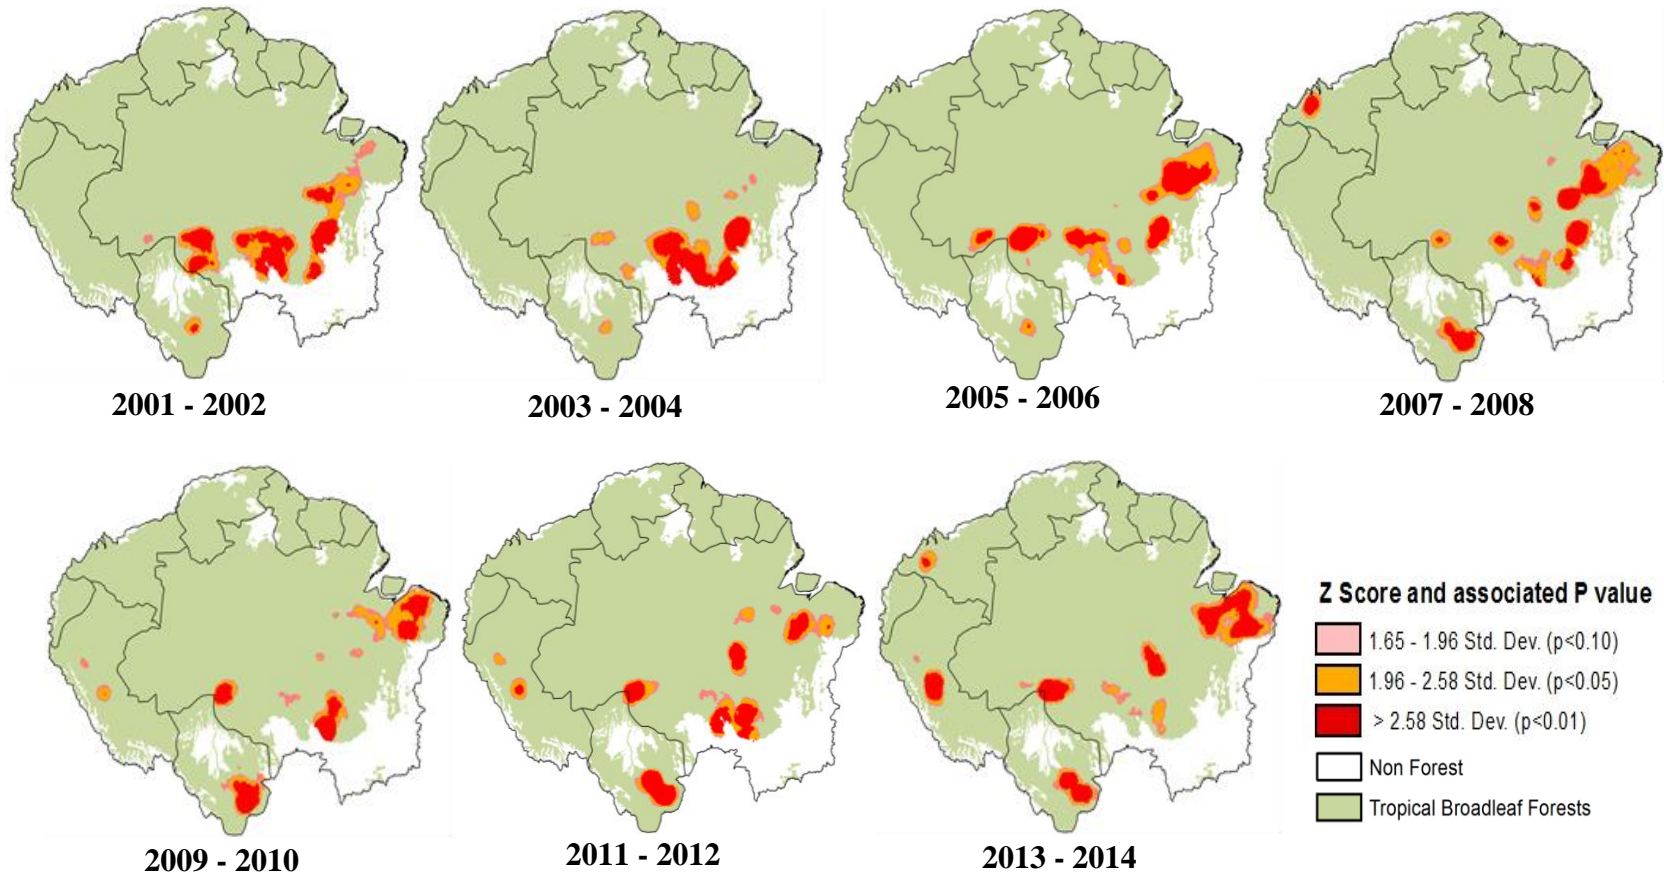 2001 - 2002
2003 - 2004
2005 - 2006
2007 - 2008
2009 - 2010
2011 - 2012
2013 - 2014
Z Score and associated P value
1.65 - 1.96 Std. Dev. (p<0.10)
1.96 - 2.58 Std. Dev. (p<0.05)
> 2.58 Std. Dev. (p<0.01)
Non Forest
Tropical Broadleaf Forests